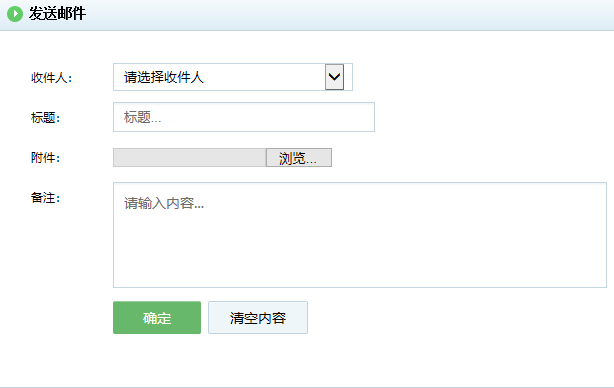 发送邮件
收件人: 请选择收件人
标题: 标题...
附件: 浏览...
备注: 请输入内容...
确定 清空内容